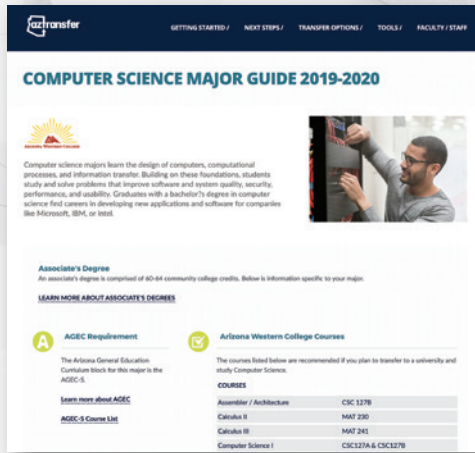 aztransfer
GETTING STARTED / NEXT STEPS / TRANSFER OPTIONS / TOOLS / FACULTY / STAFF
COMPUTER SCIENCE MAJOR GUIDE 2019-2020
ARIZONA WESTERN COLLEGE
Computer science majors learn the design of computers, computational
processes, and information transfer. Building on these foundations, students
study and solve problems that improve software and system quality, security,
performance, and usability. Graduates with a bachelor?s degree in computer
science find careers in developing new applications and software for companies
like Microsoft, IBM, or Intel.
Associate's Degree
An associate's degree is comprised of 60-64 community college credits. Below is information specific to your major.
LEARN MORE ABOUT ASSOCIATE'S DEGREES
A AGEC Requirement
The Arizona General Education
Curriulum block for this major is the
AGEC-S.
Learn more about AGEC
AGEC-S Course List
Arizona Western College Courses
The courses listed below are recommended if you plan to transfer to a university and
study Computer Science.
COURSES
Assembler / Architecture CSC 127B
Calculus II MAT 230
Calculus III MAT 241
Computer Science I CSC127A & CSC127B